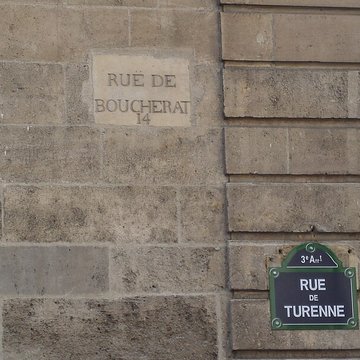 RUE DE
BOUCHERAT
14
3e Arrt
RUE
DE
TURENNE